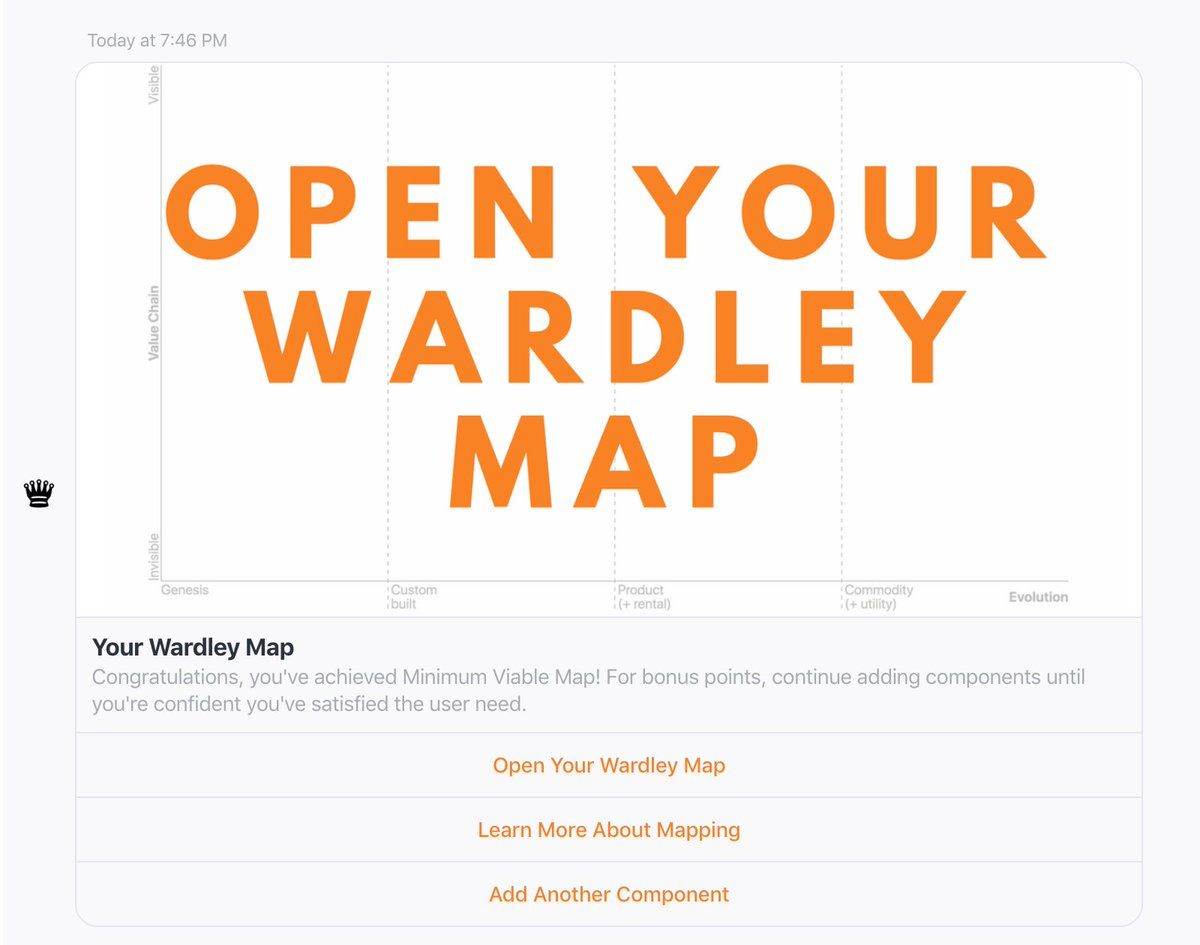 Today at 7:46 PM
Visible
OPEN YOUR
WARDLEY
MAP
Value Chain
Invisible
Genesis
Custom
built
Product
(+ rental)
Commodity
(+ utility)
Evolution
Your Wardley Map
Congratulations, you've achieved Minimum Viable Map! For bonus points, continue adding components until
you're confident you've satisfied the user need.
Open Your Wardley Map
Learn More About Mapping
Add Another Component